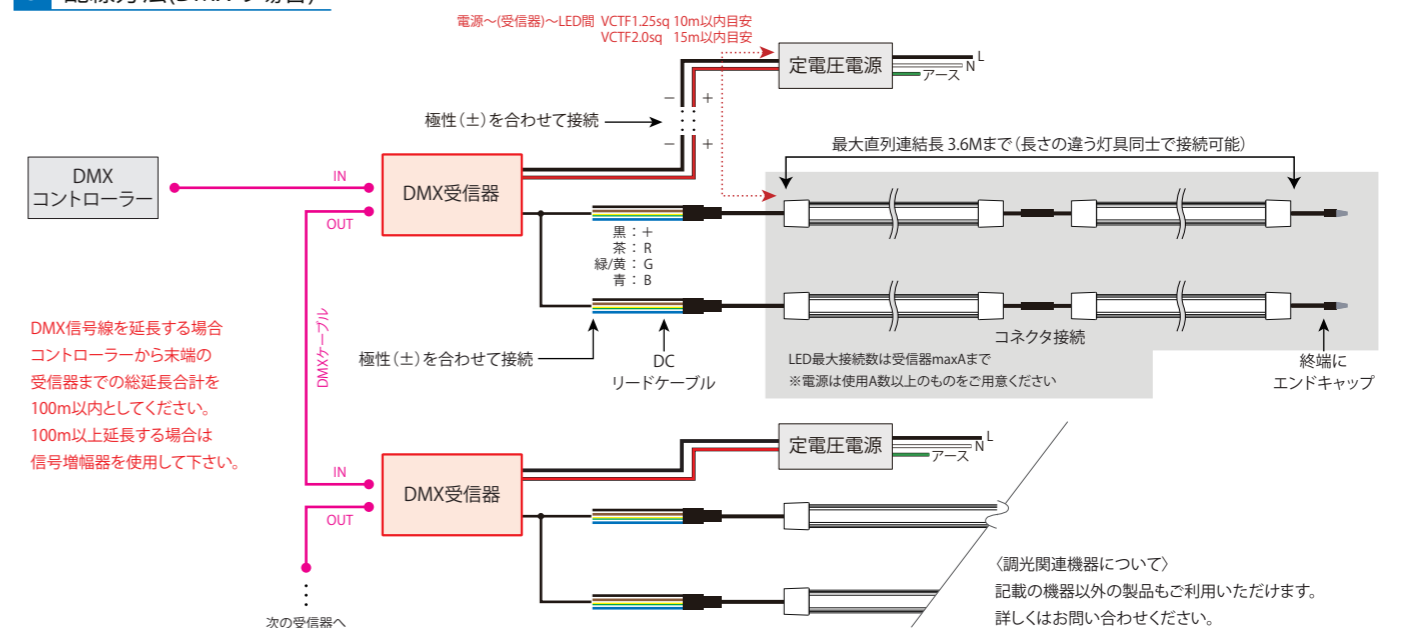 配線方法(DMXの場合)
電源～(受信器)～LED間 VCTF1.25sq 10m以内目安
VCTF2.0sq 15m以内目安
定電圧電源
L
N
アース
－ ＋
極性(±)を合わせて接続
－ ＋
最大直列連結長 3.6Mまで(長さの違う灯具同士で接続可能)
DMX
コントローラー
IN
OUT
DMX受信器
黒：＋
茶：R
緑/黄：G
青：B
DMXケーブル
DMX信号線を延長する場合
コントローラーから末端の
受信器までの総延長合計を
100m以内としてください。
100m以上延長する場合は
信号増幅器を使用して下さい。
極性(±)を合わせて接続
DC
リードケーブル
コネクタ接続
LED最大接続数は受信器maxAまで
※電源は使用A数以上のものをご用意ください
終端に
エンドキャップ
定電圧電源
L
N
アース
IN
OUT
DMX受信器
次の受信器へ
〈調光関連機器について〉
記載の機器以外の製品もご利用いただけます。
詳しくはお問い合わせください。